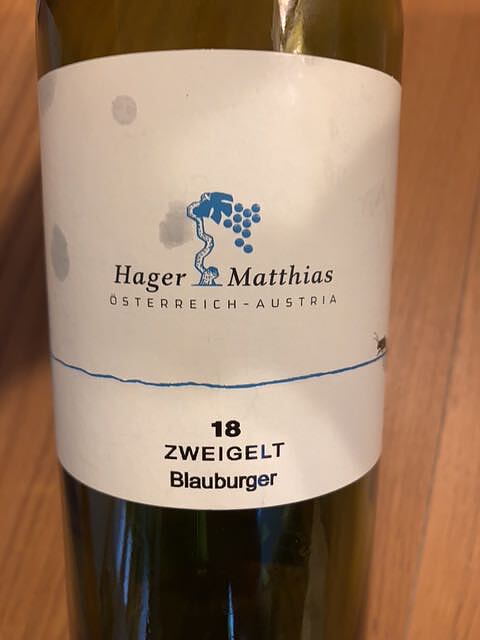 Hager Matthias
ÖSTERREICH-AUSTRIA
18
ZWEIGELT
Blauburger